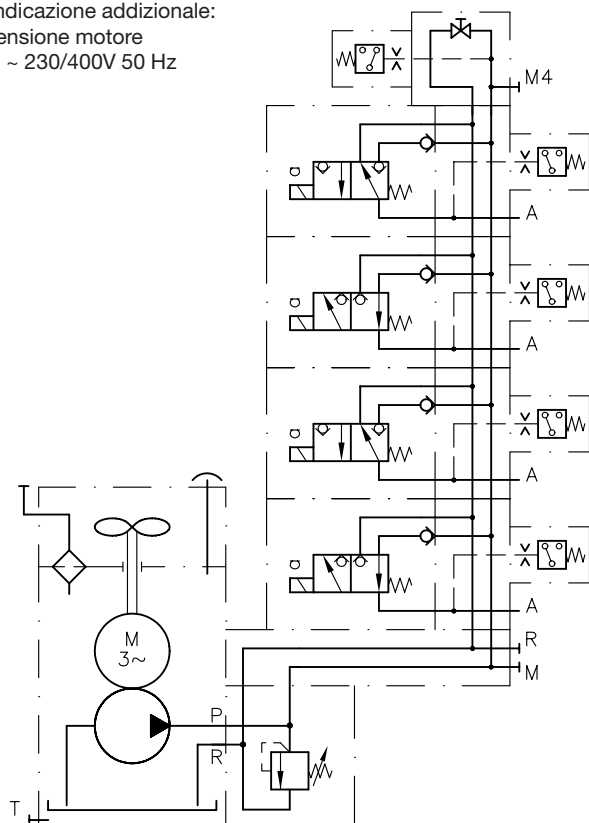 ndicazione addizionale:
ensione motore
~ 230/400V 50 Hz
M4
A
A
A
A
R
M
M
3~
P
R
T